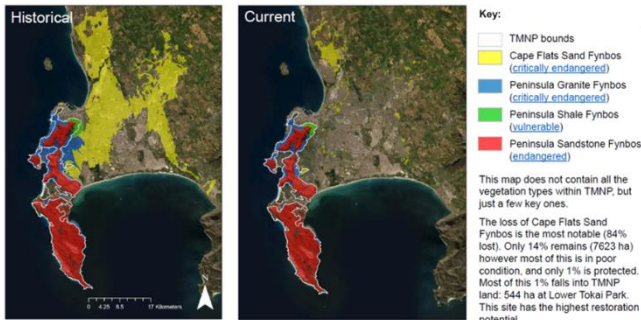 Historical
Current
0 4.25 8.5 17 Kilometers
Key:
TMNP bounds
Cape Flats Sand Fynbos
(critically endangered)
Peninsula Granite Fynbos
(critically endangered)
Peninsula Shale Fynbos
(vulnerable)
Peninsula Sandstone Fynbos
(endangered)
This map does not contain all the
vegetation types within TMNP, but
just a few key ones.
The loss of Cape Flats Sand
Fynbos is the most notable (84%
lost). Only 14% remains (7623 ha)
however most of this is in poor
condition, and only 1% is protected.
Most of this 1% falls into TMNP
land: 544 ha at Lower Tokai Park.
This site has the highest restoration
potential